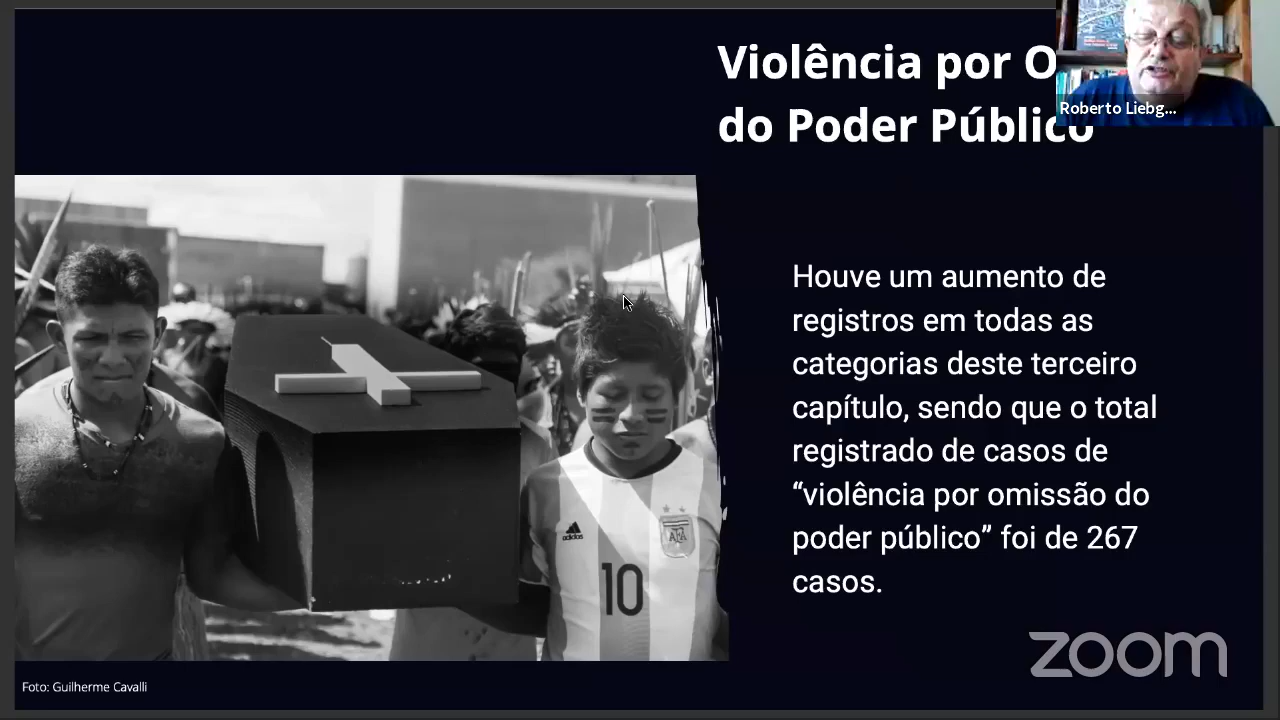 Violência por O
do Poder Público
Roberto Liebg...
Houve um aumento de
registros em todas as
categorias deste terceiro
capítulo, sendo que o total
registrado de casos de
“violência por omissão do
poder público” foi de 267
casos.
adidas
AFA
10
zoom
Foto: Guilherme Cavalli